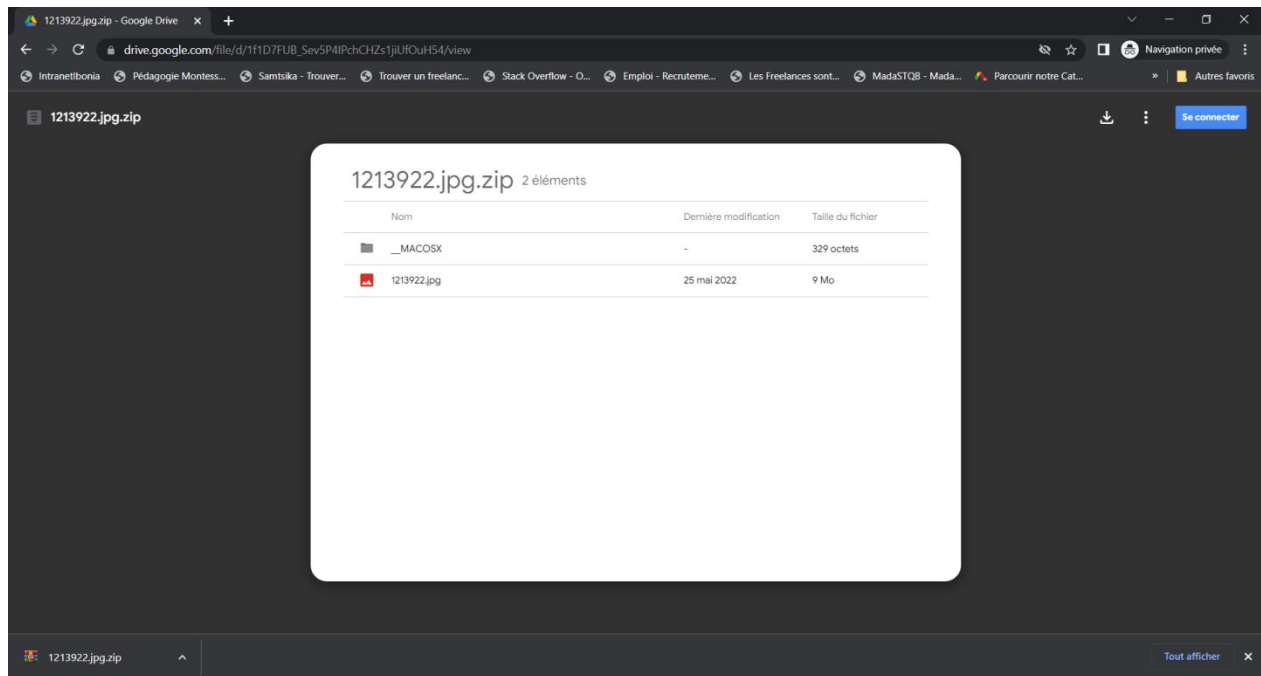 1213922.jpg.zip - Google Drive
drive.google.com/file/d/1f1D7FUB_Sev5P4lPchCHZs1jiUfOuH54/view
Navigation privée
IntranetIbonia Pédagogie Montess... Samtsika - Trouver... Trouver un freelanc... Stack Overflow - O... Emploi - Recruteme... Les Freelances sont... MadaSTQB - Mada... Parcourir notre Cat... » Autres favoris
1213922.jpg.zip
Se connecter
1213922.jpg.zip 2 éléments
Nom Dernière modification Taille du fichier
__MACOSX - 329 octets
1213922.jpg 25 mai 2022 9 Mo
1213922.jpg.zip
Tout afficher